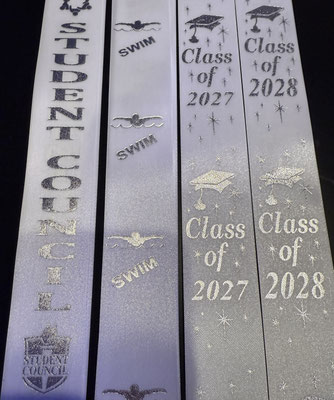 STUDENT COUNCIL
STUDENT
COUNCIL
SWIM
SWIM
SWIM
Class
of
2027
Class
of
2027
Class
of
2028
Class
of
2028